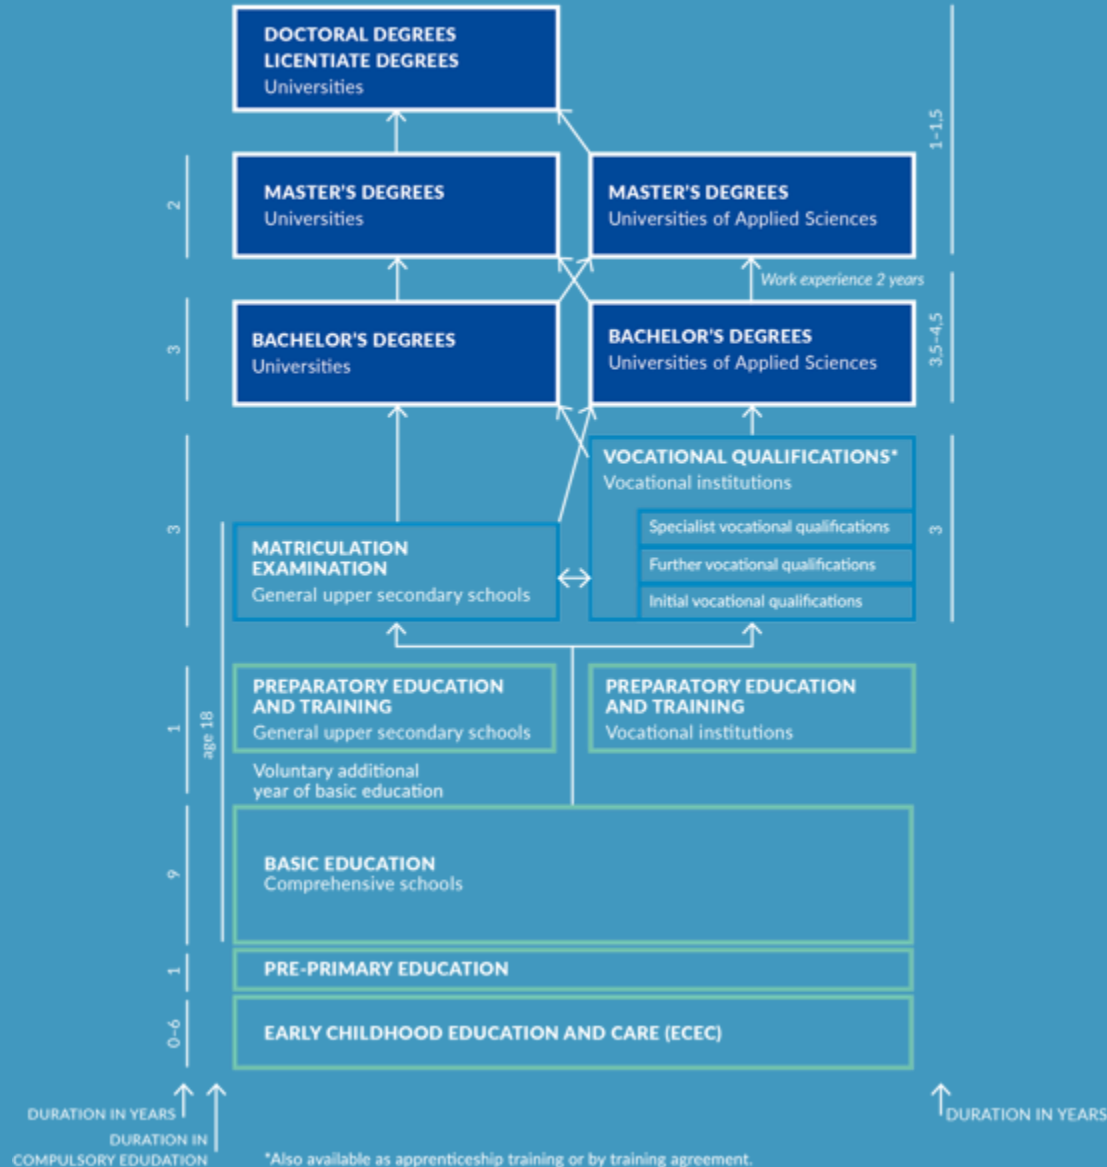 DOCTORAL DEGREES
LICENTIATE DEGREES
Universities
1–1,5
2
MASTER'S DEGREES
Universities
MASTER'S DEGREES
Universities of Applied Sciences
Work experience 2 years
3
BACHELOR'S DEGREES
Universities
BACHELOR'S DEGREES
Universities of Applied Sciences
3,5–4,5
VOCATIONAL QUALIFICATIONS*
Vocational institutions
Specialist vocational qualifications
Further vocational qualifications
Initial vocational qualifications
3
3
MATRICULATION
EXAMINATION
General upper secondary schools
1
age 18
PREPARATORY EDUCATION
AND TRAINING
General upper secondary schools
PREPARATORY EDUCATION
AND TRAINING
Vocational institutions
Voluntary additional
year of basic education
9
BASIC EDUCATION
Comprehensive schools
1
PRE-PRIMARY EDUCATION
0–6
EARLY CHILDHOOD EDUCATION AND CARE (ECEC)
DURATION IN YEARS
DURATION IN
COMPULSORY EDUDATION
DURATION IN YEARS
*Also available as apprenticeship training or by training agreement.